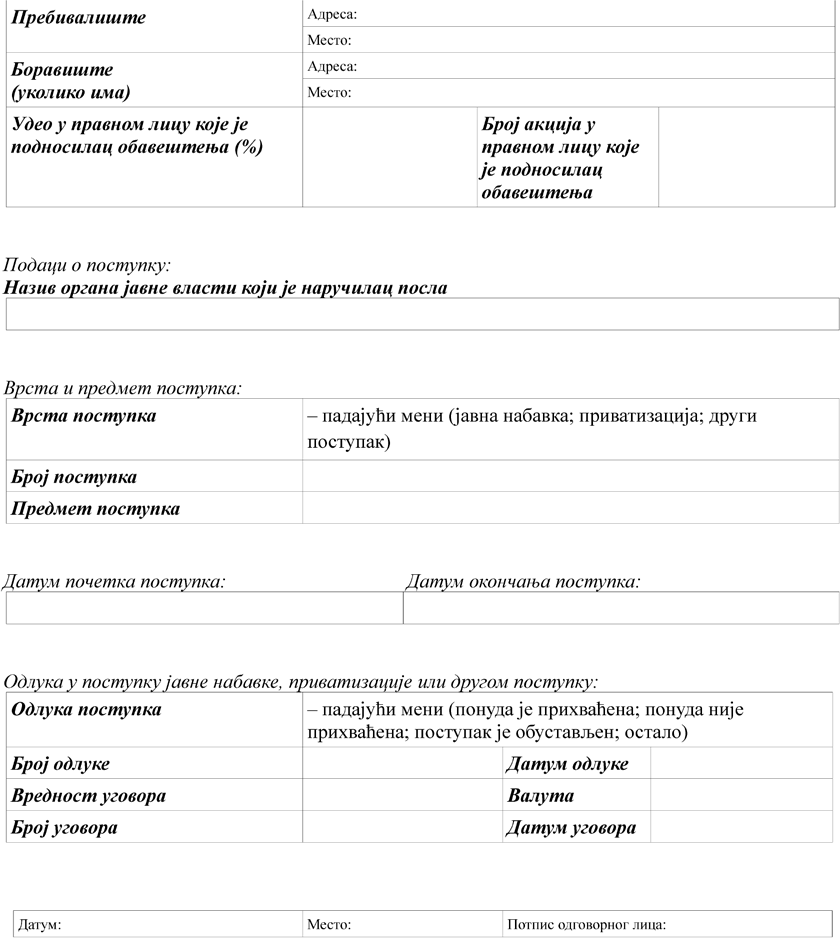 Пребивалиште
Адреса:
Место:
Боравиште
(уколико има)
Адреса:
Место:
Удео у правном лицу које је
подносилац обавештења (%)
Број акција у
правном лицу које
је подносилац
обавештења
Подаци о поступку:
Назив органа јавне власти који је наручилац посла
Врста и предмет поступка:
Врста поступка
– падајући мени (јавна набавка; приватизација; други
поступак)
Број поступка
Предмет поступка
Датум почетка поступка:
Датум окончања поступка:
Одлука у поступку јавне набавке, приватизације или другом поступку:
Одлука поступка
– падајући мени (понуда је прихваћена; понуда није
прихваћена; поступак је обустављен; остало)
Број одлуке
Датум одлуке
Вредност уговора
Валута
Број уговора
Датум уговора
Датум:
Место:
Потпис одговорног лица: